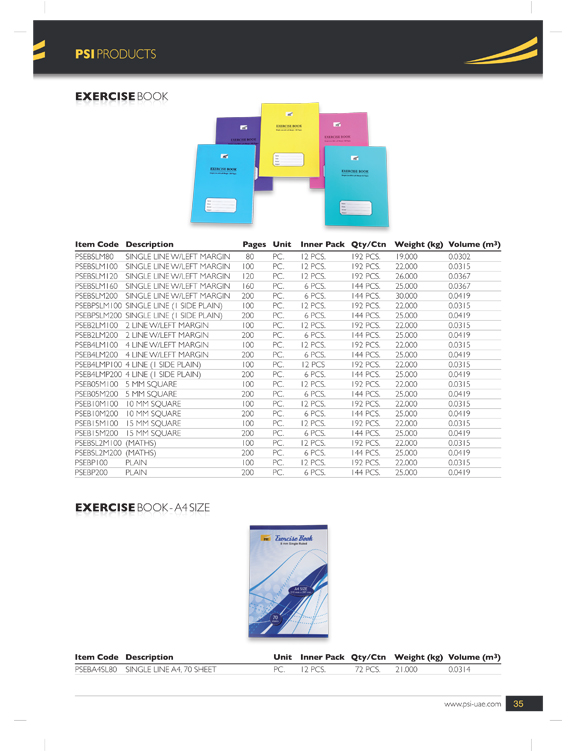 PSI PRODUCTS
EXERCISE BOOK
EXERCISE BOOK
EXERCISE BOOK
EXERCISE BOOK
EXERCISE BOOK
EXERCISE BOOK
Item Code Description Pages Unit Inner Pack Qty/Ctn Weight (kg) Volume (m³)
PSEBSLM80 SINGLE LINE W/LEFT MARGIN 80 PC. 12 PCS. 192 PCS. 19.000 0.0302
PSEBSLM100 SINGLE LINE W/LEFT MARGIN 100 PC. 12 PCS. 192 PCS. 22.000 0.0315
PSEBSLM120 SINGLE LINE W/LEFT MARGIN 120 PC. 12 PCS. 192 PCS. 26.000 0.0367
PSEBSLM160 SINGLE LINE W/LEFT MARGIN 160 PC. 6 PCS. 144 PCS. 25.000 0.0367
PSEBSLM200 SINGLE LINE W/LEFT MARGIN 200 PC. 6 PCS. 144 PCS. 30.000 0.0419
PSEBPSLM100 SINGLE LINE (1 SIDE PLAIN) 100 PC. 12 PCS. 192 PCS. 22.000 0.0315
PSEBPSLM200 SINGLE LINE (1 SIDE PLAIN) 200 PC. 6 PCS. 144 PCS. 25.000 0.0419
PSEB2LM100 2 LINE W/LEFT MARGIN 100 PC. 12 PCS. 192 PCS. 22.000 0.0315
PSEB2LM200 2 LINE W/LEFT MARGIN 200 PC. 6 PCS. 144 PCS. 25.000 0.0419
PSEB4LM100 4 LINE W/LEFT MARGIN 100 PC. 12 PCS. 192 PCS. 22.000 0.0315
PSEB4LM200 4 LINE W/LEFT MARGIN 200 PC. 6 PCS. 144 PCS. 25.000 0.0419
PSEB4LMP100 4 LINE (1 SIDE PLAIN) 100 PC. 12 PCS 192 PCS. 22.000 0.0315
PSEB4LMP200 4 LINE (1 SIDE PLAIN) 200 PC. 6 PCS. 144 PCS. 25.000 0.0419
PSEB05M100 5 MM SQUARE 100 PC. 12 PCS. 192 PCS. 22.000 0.0315
PSEB05M200 5 MM SQUARE 200 PC. 6 PCS. 144 PCS. 25.000 0.0419
PSEB10M100 10 MM SQUARE 100 PC. 12 PCS. 192 PCS. 22.000 0.0315
PSEB10M200 10 MM SQUARE 200 PC. 6 PCS. 144 PCS. 25.000 0.0419
PSEB15M100 15 MM SQUARE 100 PC. 12 PCS. 192 PCS. 22.000 0.0315
PSEB15M200 15 MM SQUARE 200 PC. 6 PCS. 144 PCS. 25.000 0.0419
PSEBSL2M100 (MATHS) 100 PC. 12 PCS. 192 PCS. 22.000 0.0315
PSEBSL2M200 (MATHS) 200 PC. 6 PCS. 144 PCS. 25.000 0.0419
PSEBP100 PLAIN 100 PC. 12 PCS. 192 PCS. 22.000 0.0315
PSEBP200 PLAIN 200 PC. 6 PCS. 144 PCS. 25.000 0.0419
EXERCISE BOOK - A4 SIZE
PSI Exercise Book
A4 SIZE
70
Item Code Description Unit Inner Pack Qty/Ctn Weight (kg) Volume (m³)
PSEBA4SL80 SINGLE LINE A4, 70 SHEET PC. 12 PCS. 72 PCS. 21.000 0.0314
www.psi-uae.com 35